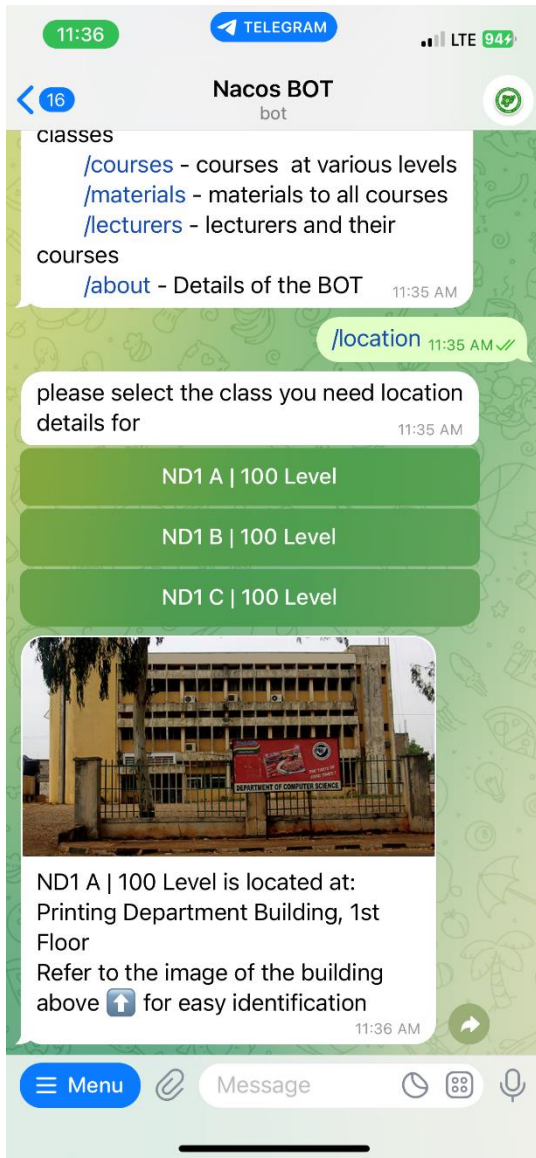 11:36
TELEGRAM
LTE 94
16
Nacos BOT
bot
classes
/courses - courses at various levels
/materials - materials to all courses
/lecturers - lecturers and their
courses
/about - Details of the BOT 11:35 AM
/location 11:35 AM
please select the class you need location
details for 11:35 AM
ND1 A | 100 Level
ND1 B | 100 Level
ND1 C | 100 Level
DEPARTMENT OF COMPUTER SCIENCE
ND1 A | 100 Level is located at:
Printing Department Building, 1st
Floor
Refer to the image of the building
above ⬆️ for easy identification
11:36 AM
Menu
Message